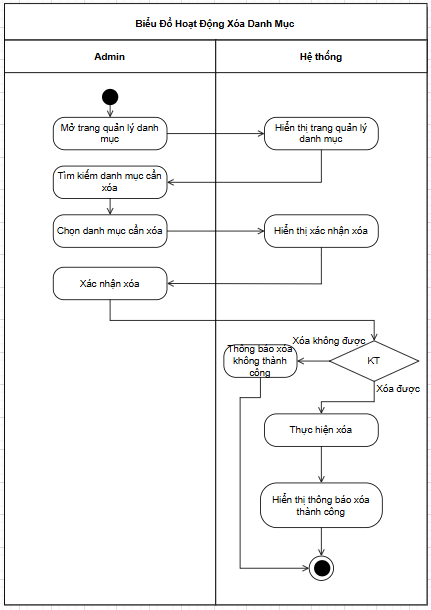 Biểu Đồ Hoạt Động Xóa Danh Mục
Admin
Hệ thống
Mở trang quản lý danh
mục
Hiển thị trang quản lý
danh mục
Tìm kiếm danh mục cần
xóa
Chọn danh mục cần xóa
Hiển thị xác nhận xóa
Xác nhận xóa
Xóa không được
Thông báo xóa
không thành
công
KT
Xóa được
Thực hiện xóa
Hiển thị thông báo xóa
thành công